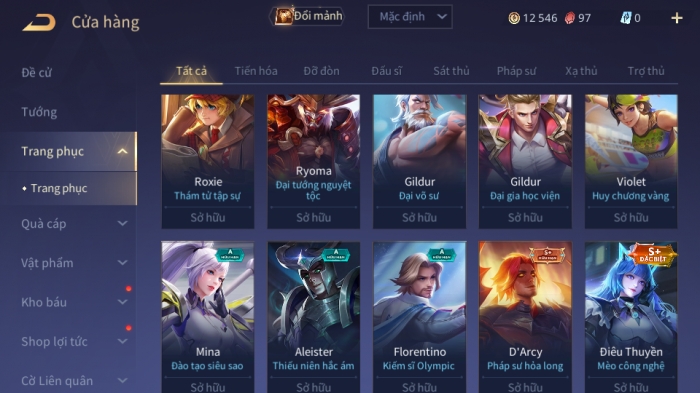 Cửa hàng
Đổi mảnh
Mặc định
12 546
97
0
Đề cử
Tướng
Trang phục
Trang phục
Quà cáp
Vật phẩm
Kho báu
Shop lợi tức
Cờ Liên quân
Tất cả Tiến hóa Đỡ đòn Đấu sĩ Sát thủ Pháp sư Xạ thủ Trợ thủ
Roxie
Thám tử tập sự
Sở hữu
Ryoma
Đại tướng nguyệt
tộc
Sở hữu
Gildur
Đại võ sư
Sở hữu
Gildur
Đại gia học viện
Sở hữu
Violet
Huy chương vàng
Sở hữu
A
Mina
Đào tạo siêu sao
Sở hữu
A
Aleister
Thiếu niên hắc ám
Sở hữu
A
Florentino
Kiếm sĩ Olympic
Sở hữu
S+
D'Arcy
Pháp sư hỏa long
Sở hữu
S+
ĐẶC BIỆT
Điêu Thuyền
Mèo công nghệ
Sở hữu